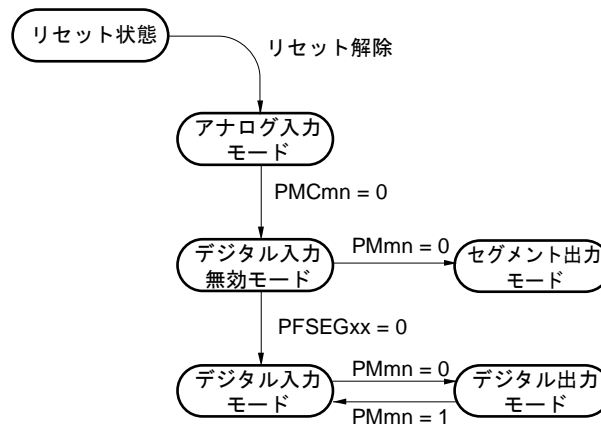 リセット状態
リセット解除
アナログ入力
モード
PMCmn = 0
デジタル入力
無効モード
PMmn = 0
セグメント出力
モード
PFSEGxx = 0
デジタル入力
モード
PMmn = 0
PMmn = 1
デジタル出力
モード